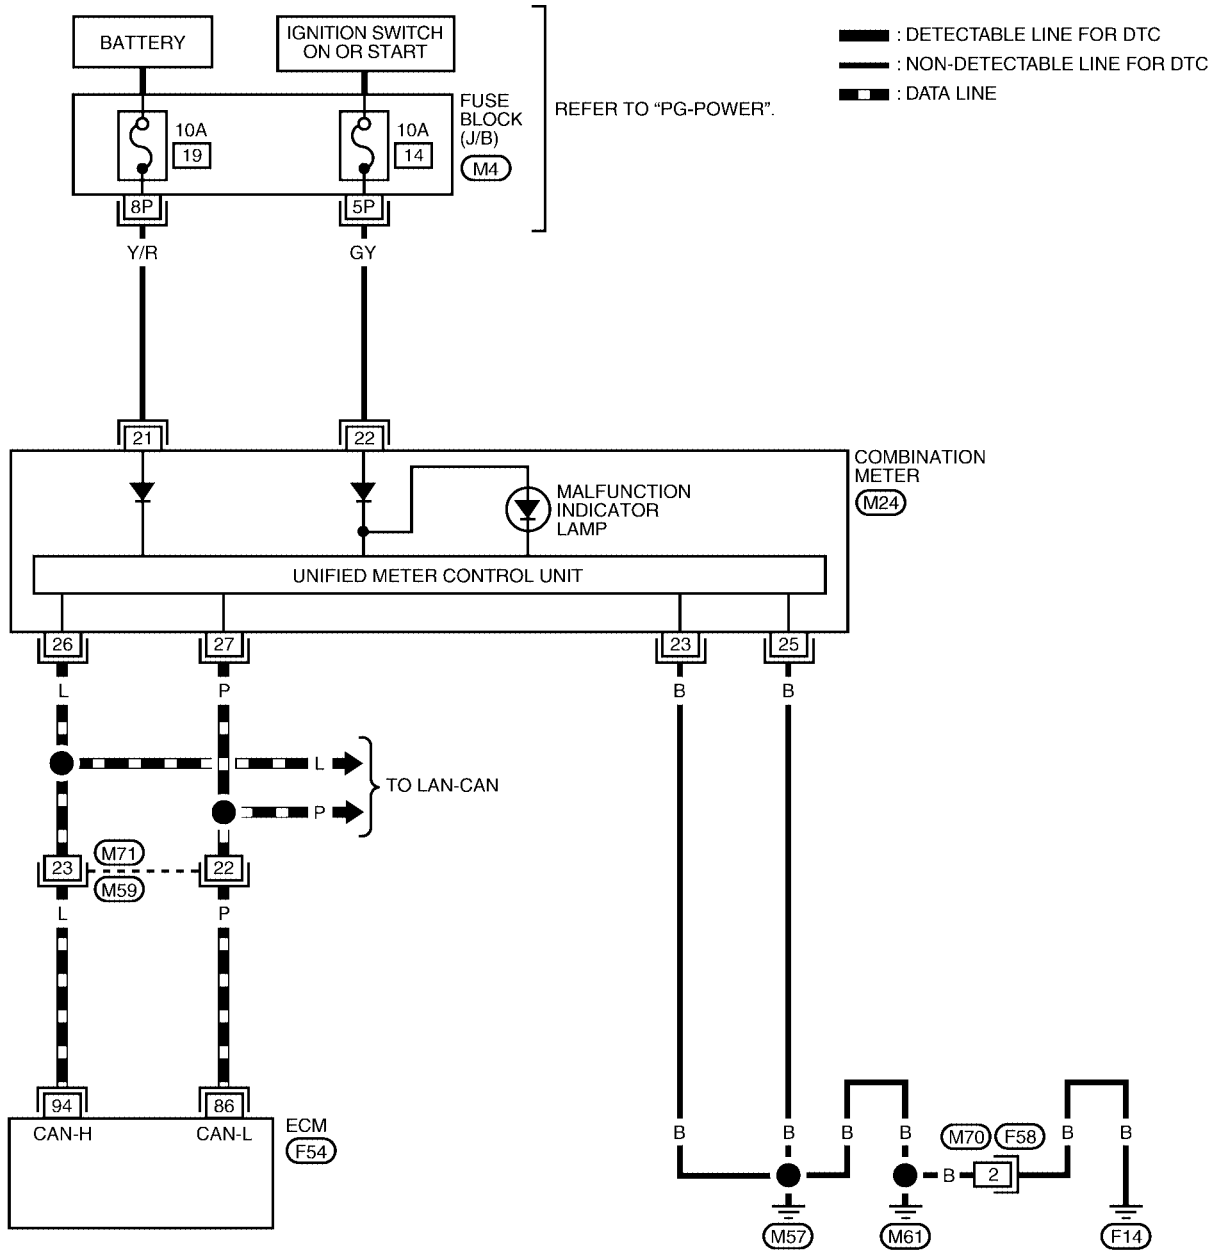 BATTERY
IGNITION SWITCH
ON OR START
: DETECTABLE LINE FOR DTC
: NON-DETECTABLE LINE FOR DTC
: DATA LINE
FUSE
BLOCK
(J/B)
M4
REFER TO “PG-POWER”.
10A
19
10A
14
8P
5P
Y/R
GY
21
22
COMBINATION
METER
M24
MALFUNCTION
INDICATOR
LAMP
UNIFIED METER CONTROL UNIT
26
27
23
25
L
P
B
B
L
P
TO LAN-CAN
23
M71
M59
22
L
P
94
86
CAN-H
CAN-L
ECM
F54
B
B
B
B
M70
F58
B
B
B
2
M57
M61
F14